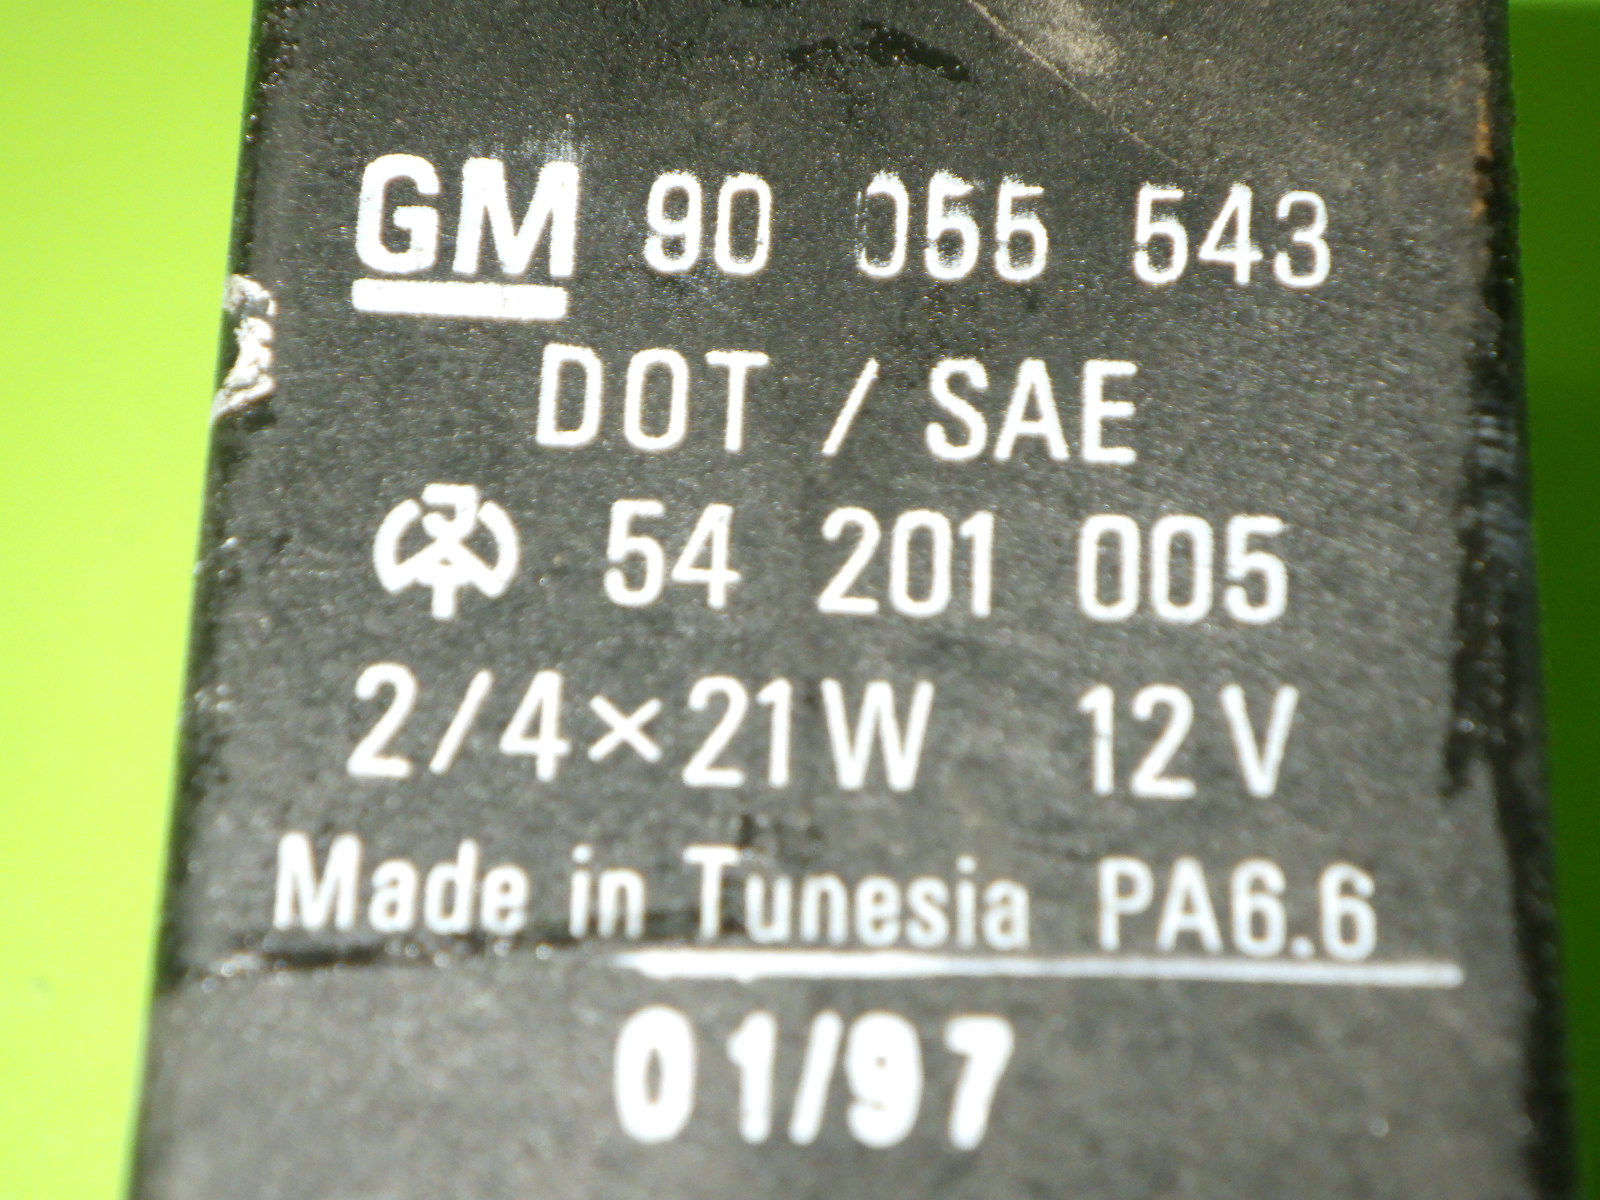 GM 90 055 543
DOT / SAE
54 201 005
2/4×21W 12V
Made in Tunesia PA6.6
01/97